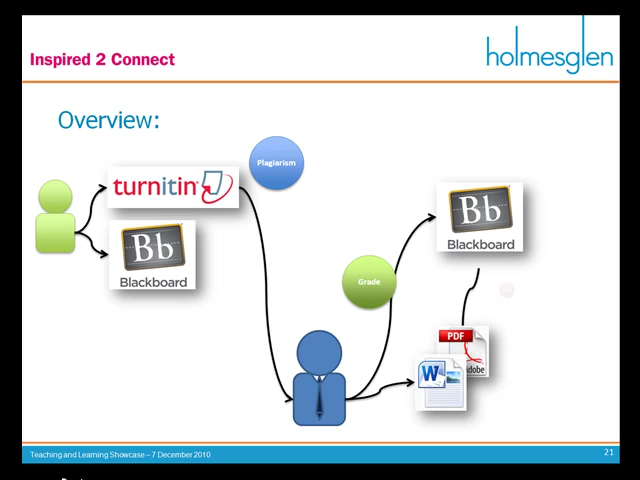 Inspired 2 Connect
holmesglen
Overview:
Plagiarism
turnitin
Bb
Blackboard
Bb
Blackboard
Grade
PDF
Adobe
W
Teaching and Learning Showcase – 7 December 2010
21